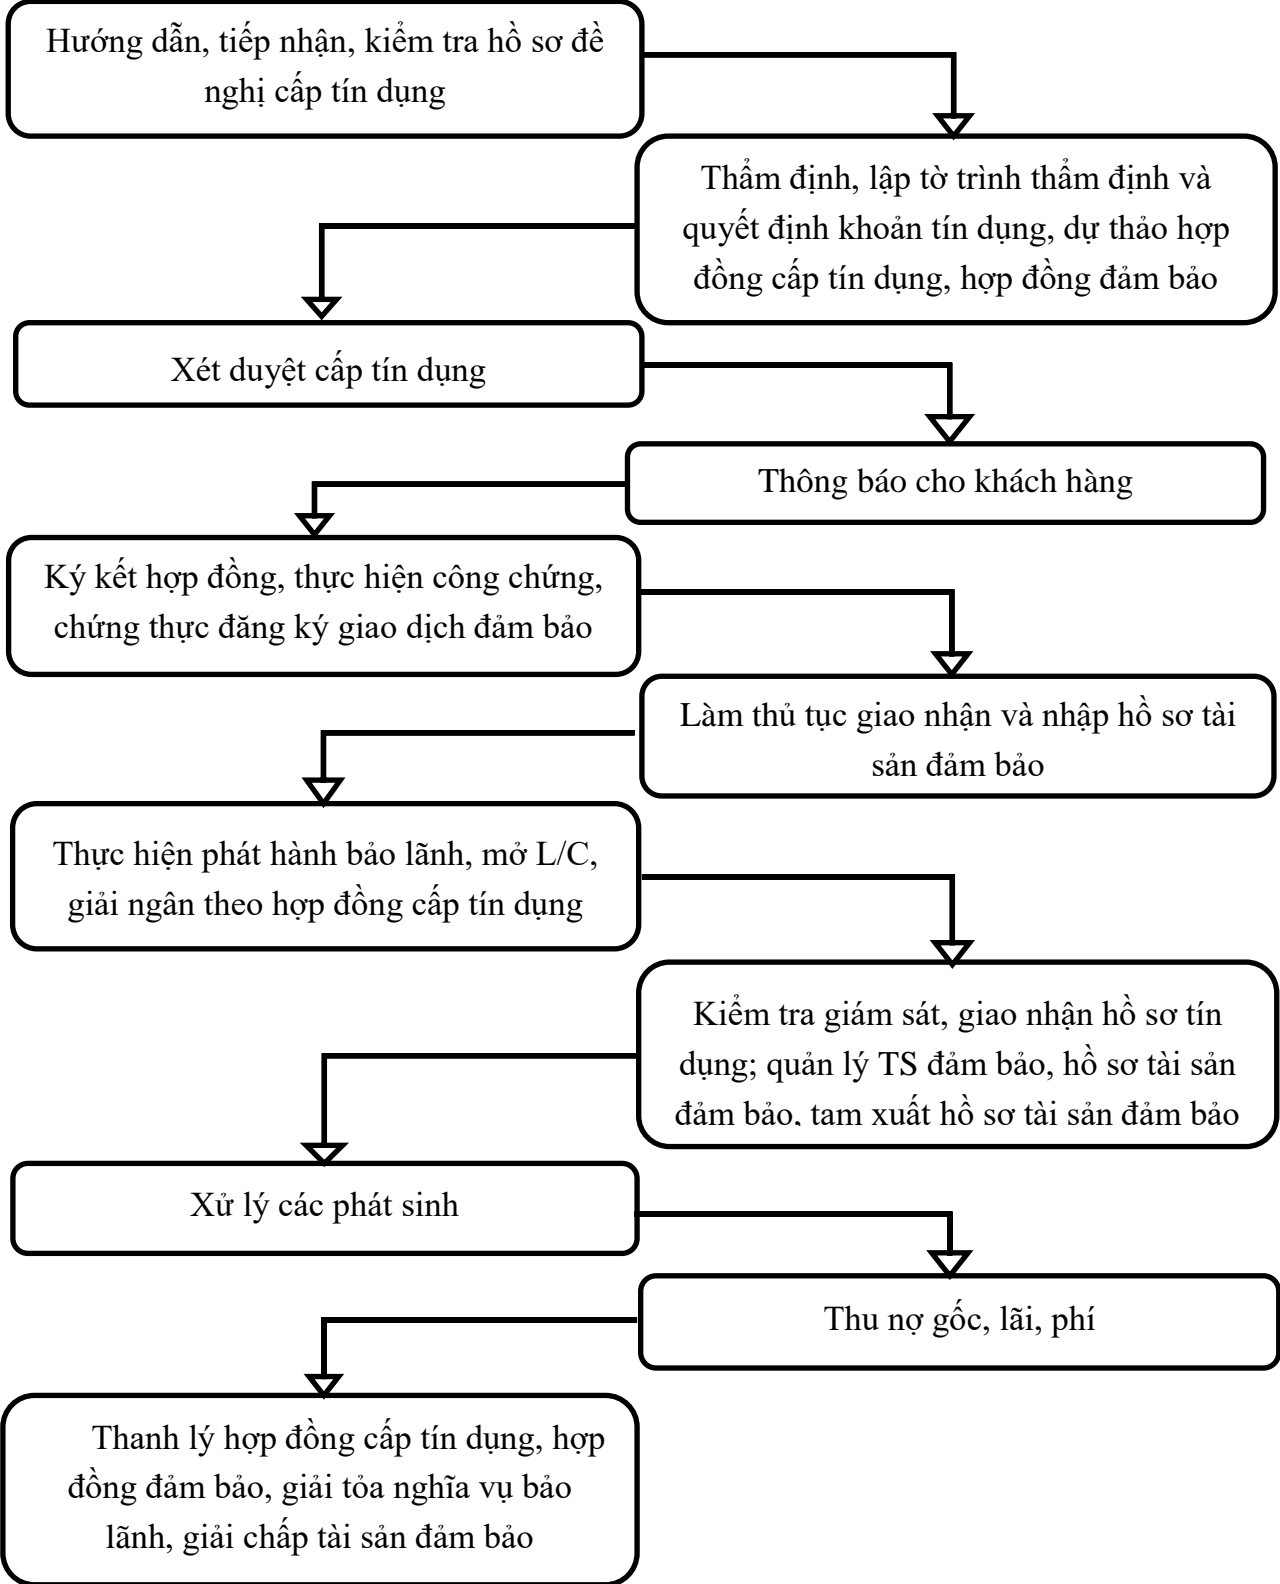 Hướng dẫn, tiếp nhận, kiểm tra hồ sơ đề
nghị cấp tín dụng
Thẩm định, lập tờ trình thẩm định và
quyết định khoản tín dụng, dự thảo hợp
đồng cấp tín dụng, hợp đồng đảm bảo
Xét duyệt cấp tín dụng
Thông báo cho khách hàng
Ký kết hợp đồng, thực hiện công chứng,
chứng thực đăng ký giao dịch đảm bảo
Làm thủ tục giao nhận và nhập hồ sơ tài
sản đảm bảo
Thực hiện phát hành bảo lãnh, mở L/C,
giải ngân theo hợp đồng cấp tín dụng
Kiểm tra giám sát, giao nhận hồ sơ tín
dụng; quản lý TS đảm bảo, hồ sơ tài sản
đảm bảo, tạm xuất hồ sơ tài sản đảm bảo
Xử lý các phát sinh
Thu nợ gốc, lãi, phí
Thanh lý hợp đồng cấp tín dụng, hợp
đồng đảm bảo, giải tỏa nghĩa vụ bảo
lãnh, giải chấp tài sản đảm bảo